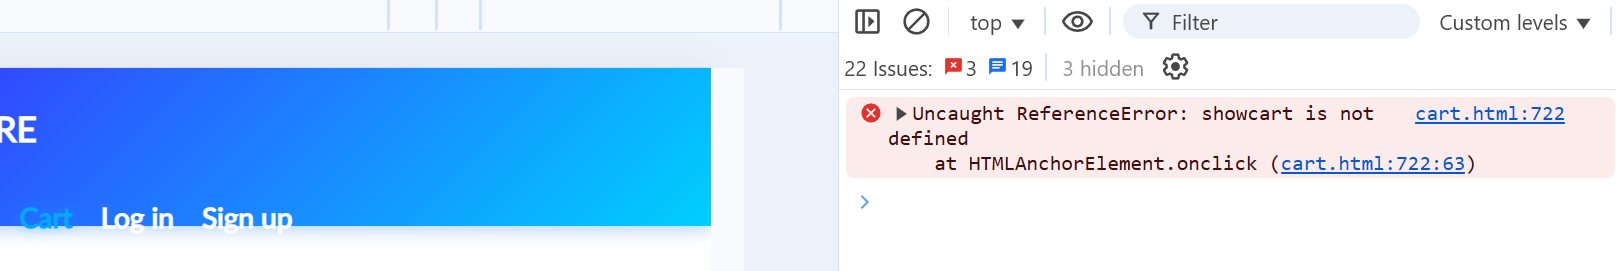 top
Filter
Custom levels
22 Issues: 3 19 3 hidden
RE
Cart Log in Sign up
Uncaught ReferenceError: showcart is not cart.html:722
defined
at HTMLAnchorElement.onclick (cart.html:722:63)